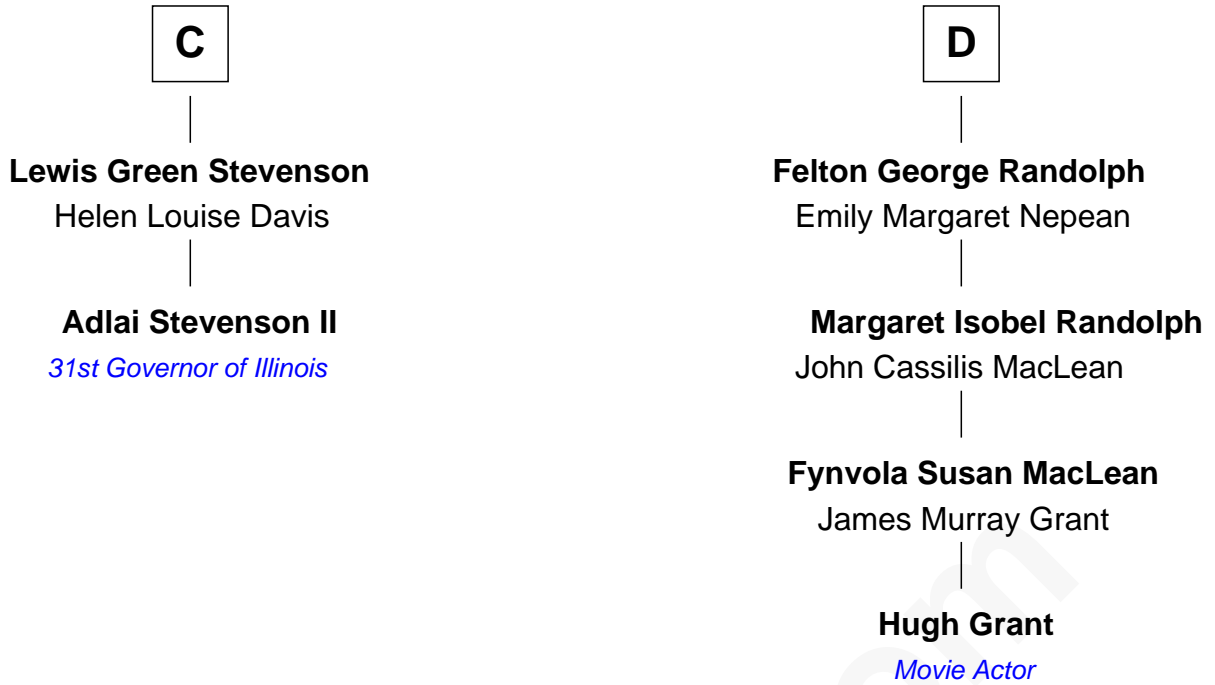 C
Lewis Green Stevenson
Helen Louise Davis
Adlai Stevenson II
31st Governor of Illinois
D
Felton George Randolph
Emily Margaret Nepean
Margaret Isobel Randolph
John Cassilis MacLean
Fynvola Susan MacLean
James Murray Grant
Hugh Grant
Movie Actor